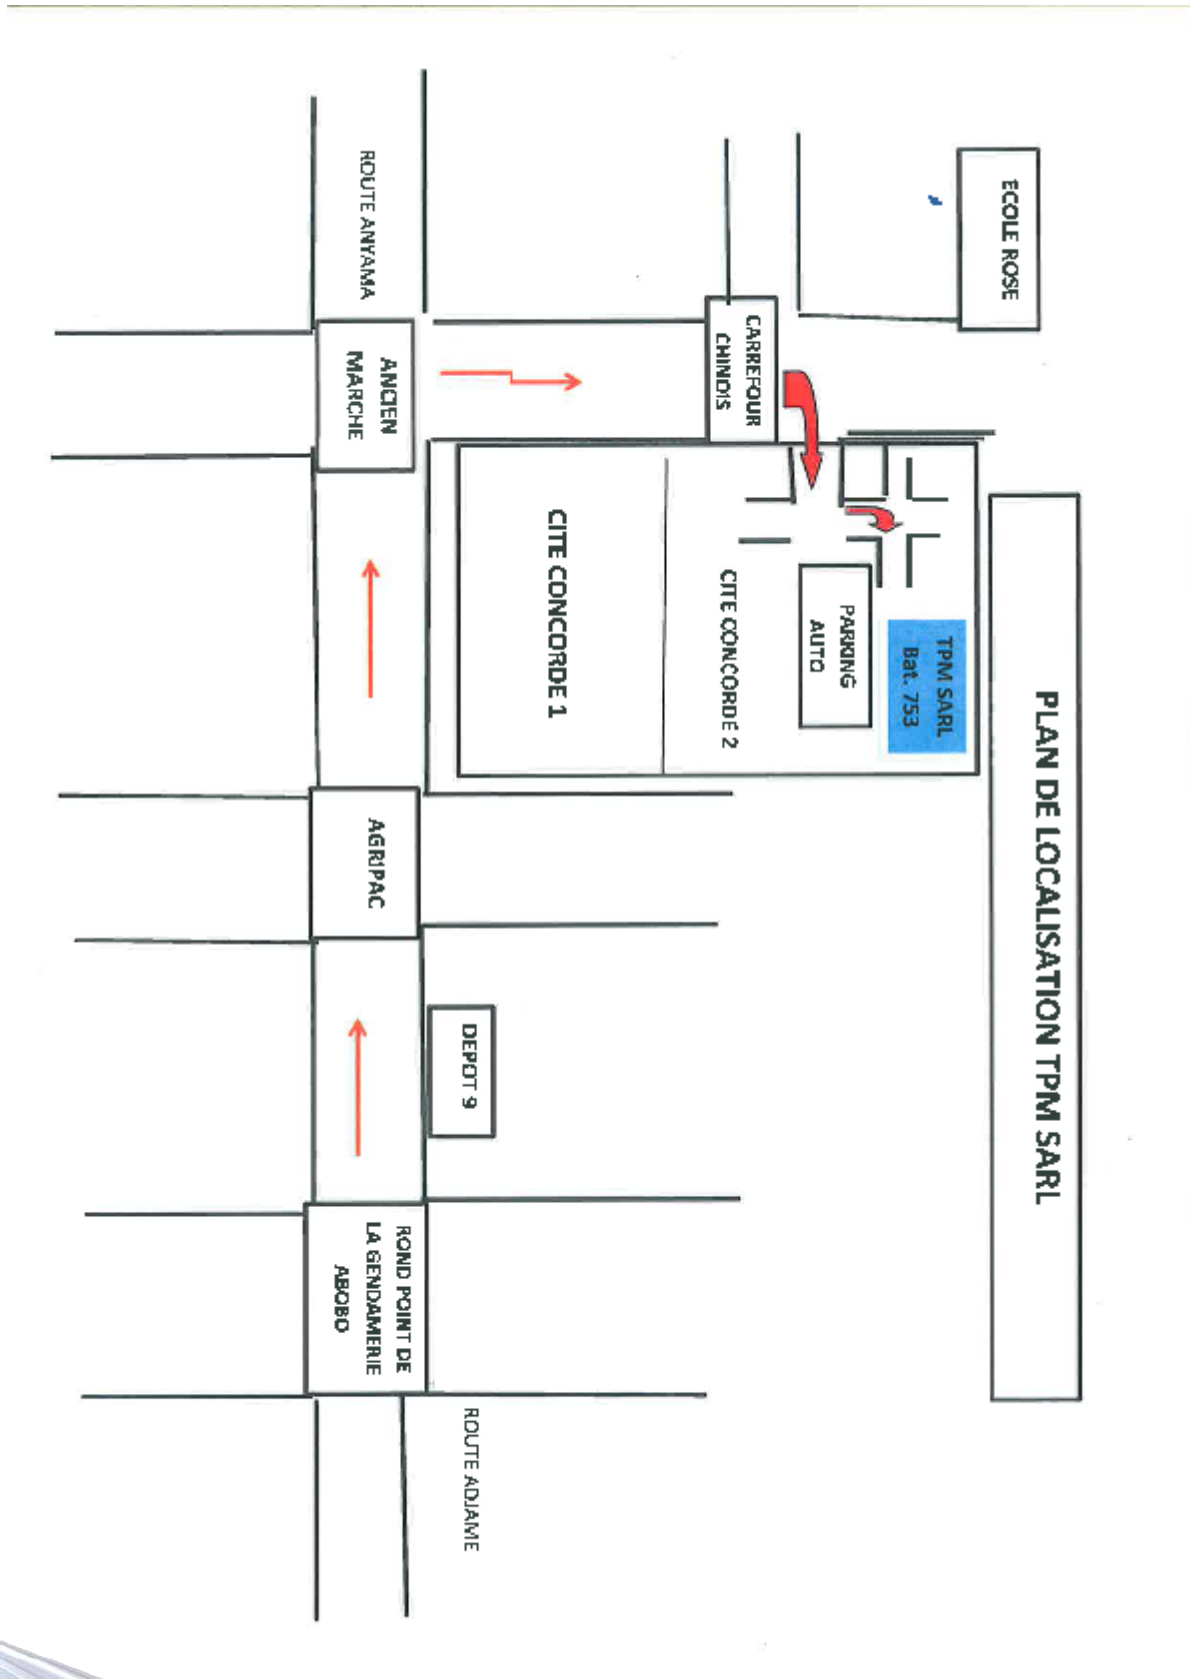 PLAN DE LOCALISATION TPM SARL
ECOLE ROSE
TPM SARL
Bat. 753
PARKING
AUTO
CARREFOUR
CHINOIS
CITE CONCORDE 2
CITE CONCORDE 1
ROUTE ANYAMA
ANCIEN
MARCHE
AGRIPAC
DEPOT 9
ROND POINT DE
LA GENDAMERIE
ABOBO
ROUTE ADJAME